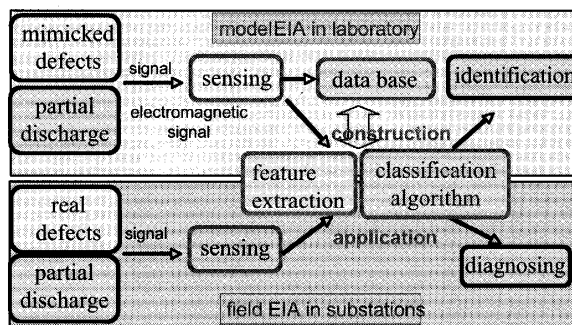 modelEIA in laboratory
mimicked
defects
signal
sensing
data base
identification
partial
discharge
electromagnetic
signal
construction
feature
extraction
classification
algorithm
real
defects
signal
sensing
application
partial
discharge
diagnosing
field EIA in substations